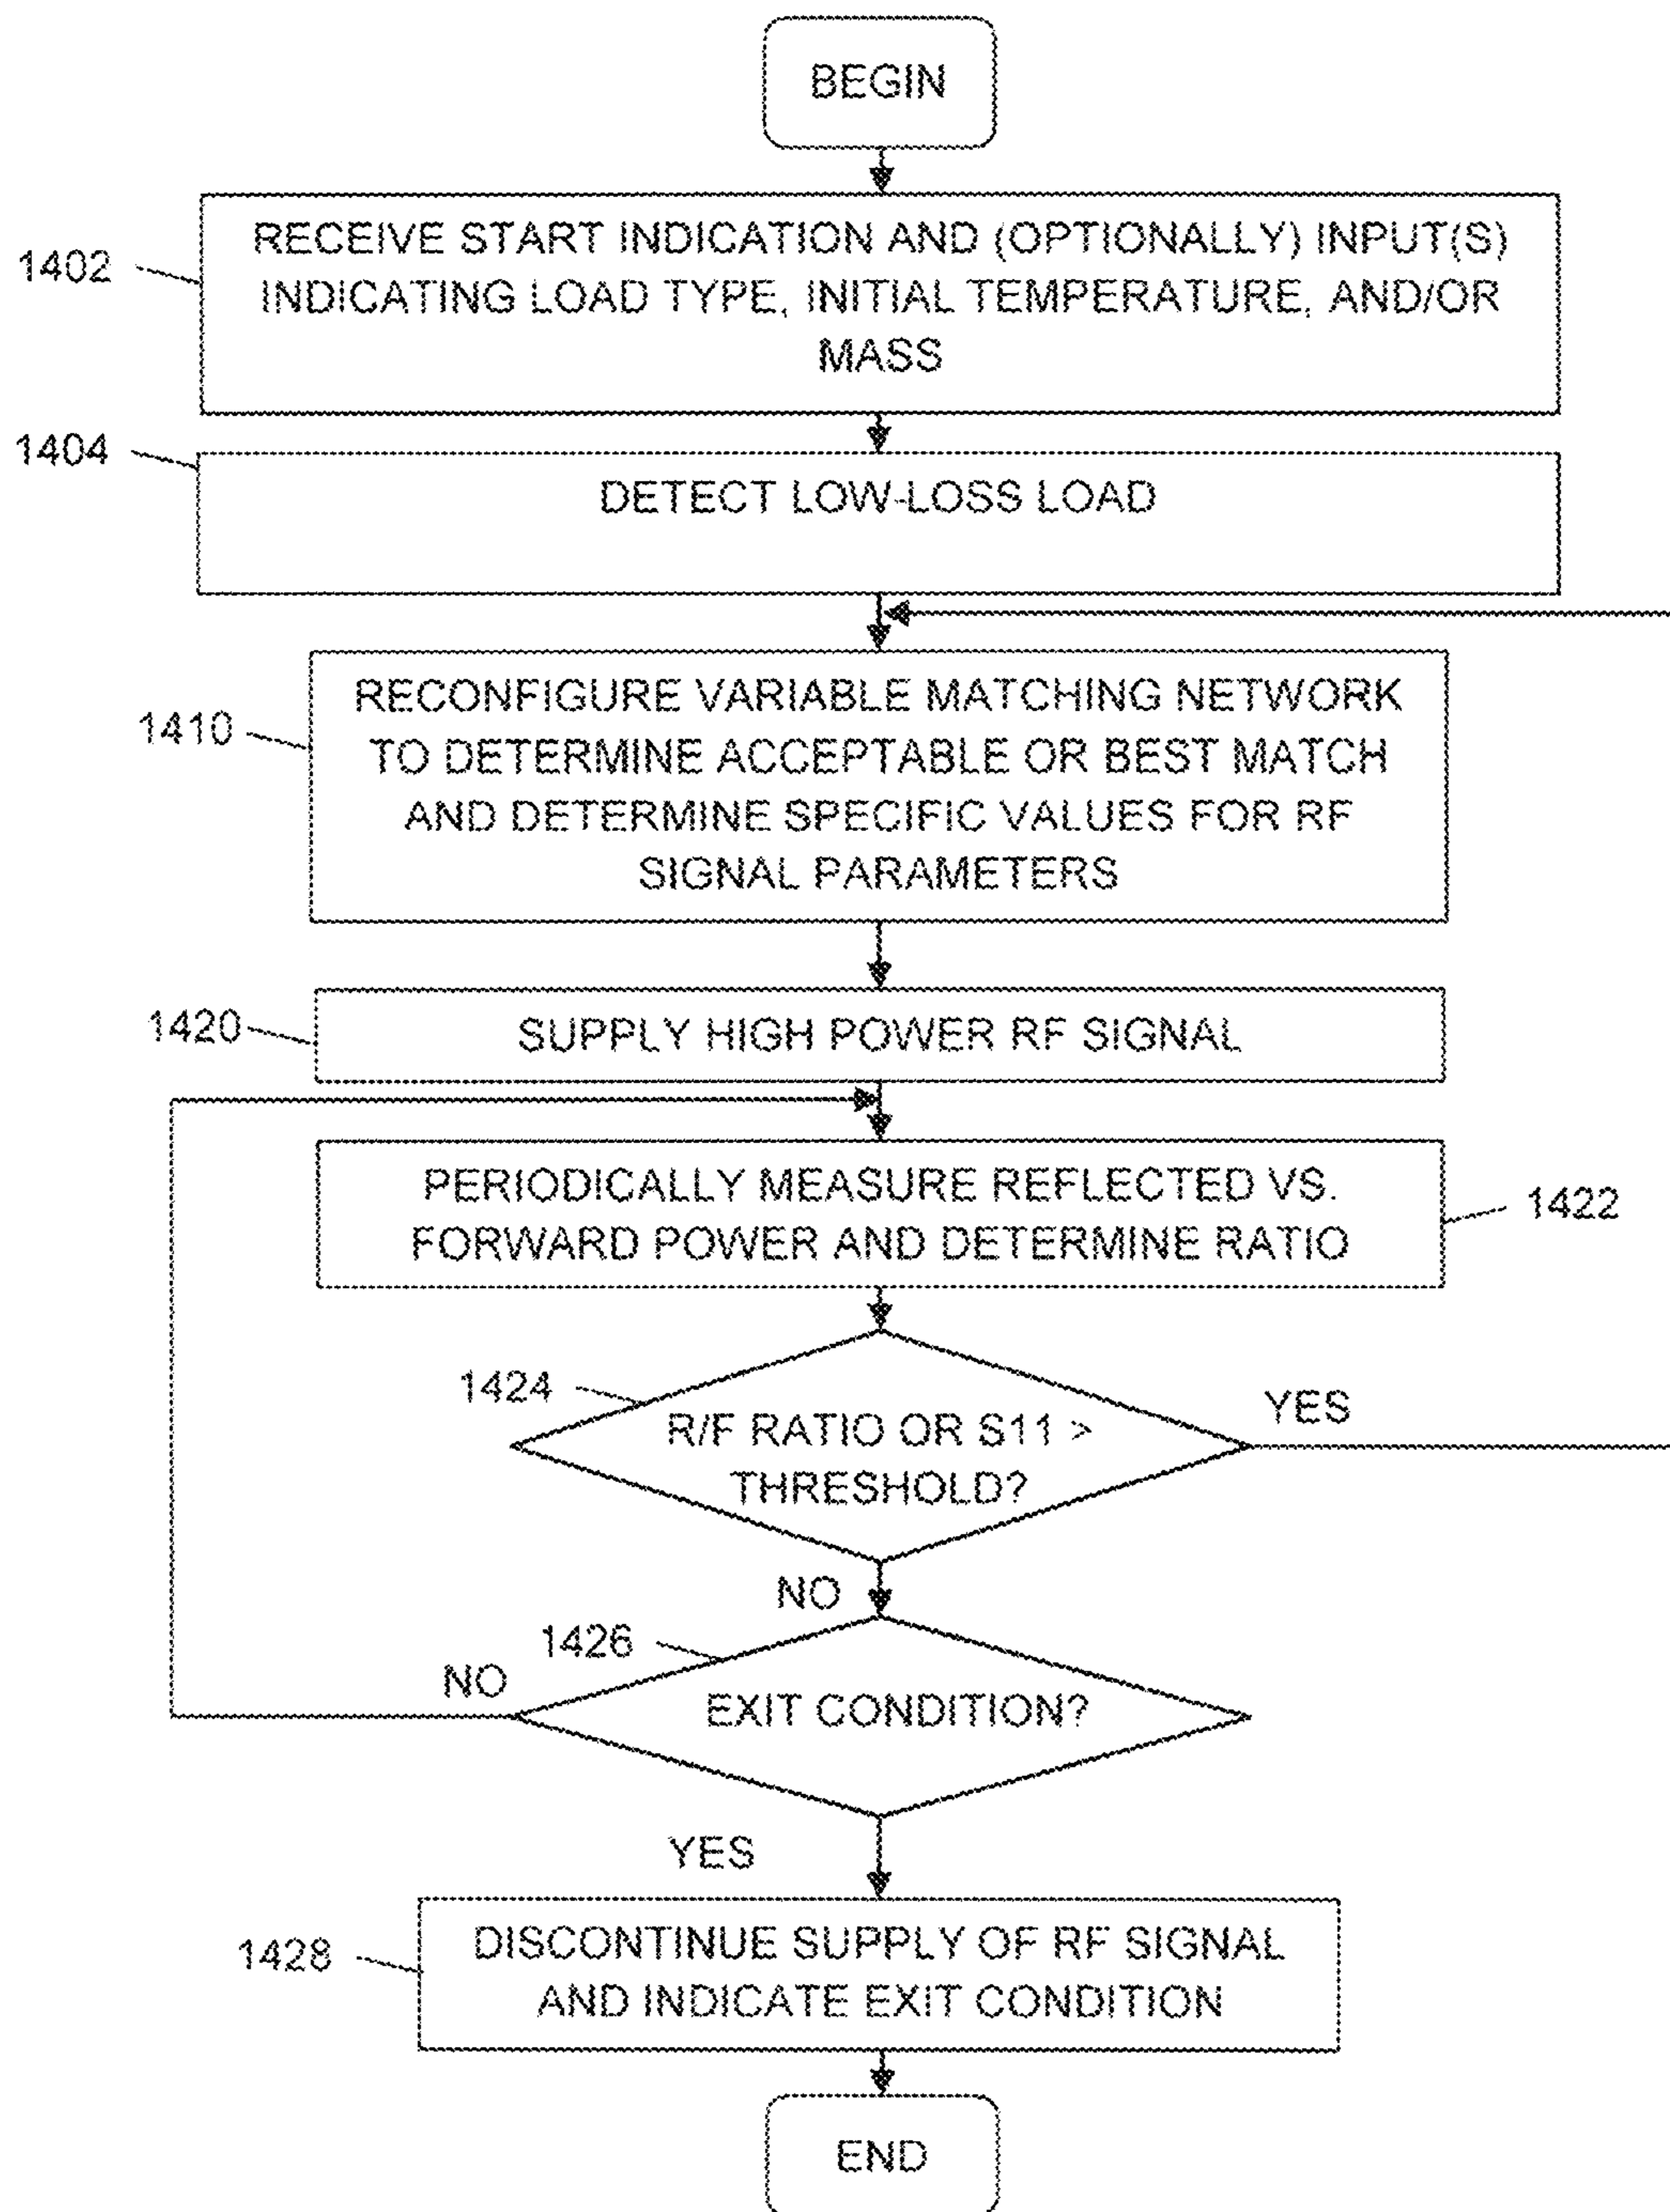 BEGIN
1402
RECEIVE START INDICATION AND (OPTIONALLY) INPUT(S)
INDICATING LOAD TYPE, INITIAL TEMPERATURE, AND/OR
MASS
1404
DETECT LOW-LOSS LOAD
1410
RECONFIGURE VARIABLE MATCHING NETWORK
TO DETERMINE ACCEPTABLE OR BEST MATCH
AND DETERMINE SPECIFIC VALUES FOR RF
SIGNAL PARAMETERS
1420
SUPPLY HIGH POWER RF SIGNAL
PERIODICALLY MEASURE REFLECTED VS.
FORWARD POWER AND DETERMINE RATIO
1422
1424
R/F RATIO OR S11 >
THRESHOLD?
YES
NO
1426
NO
EXIT CONDITION?
YES
1428
DISCONTINUE SUPPLY OF RF SIGNAL
AND INDICATE EXIT CONDITION
END